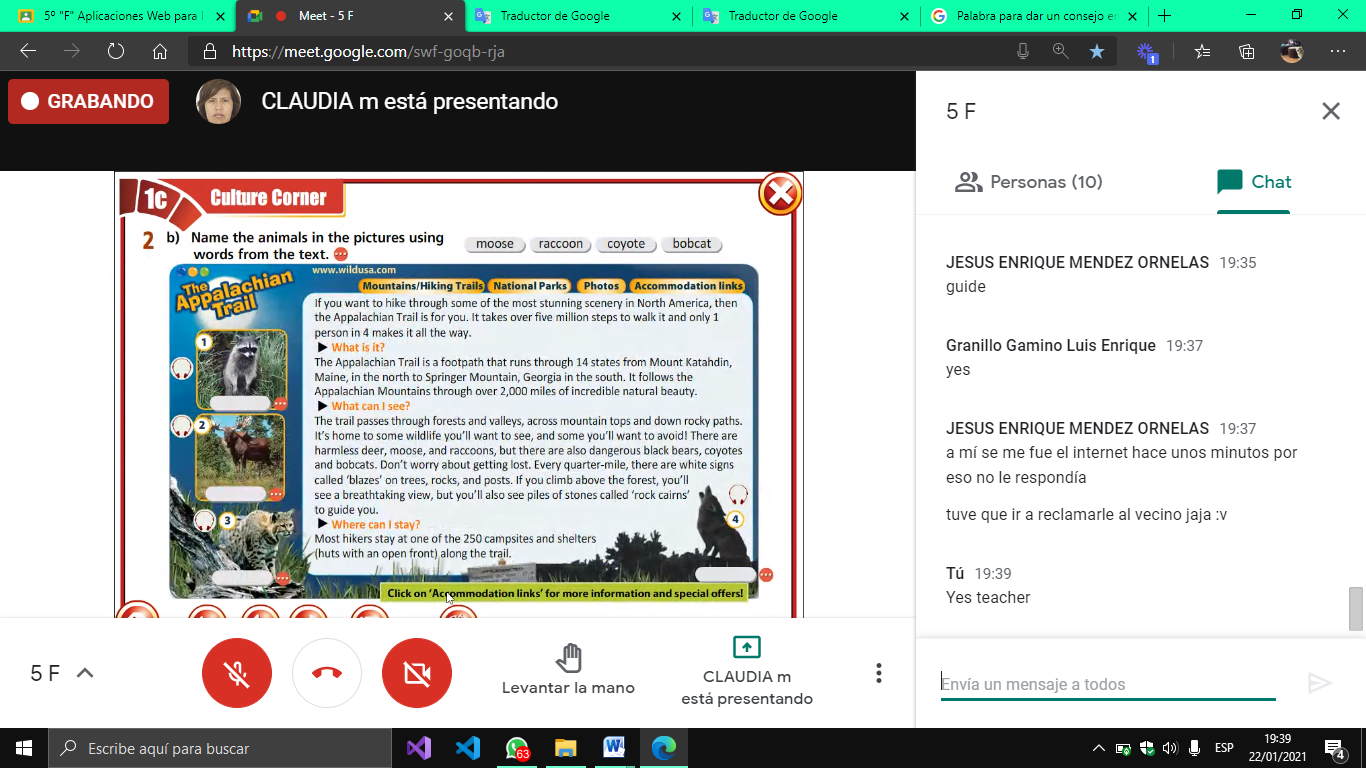 5º "F" Aplicaciones Web para I
Meet - 5 F
Traductor de Google
Traductor de Google
Palabra para dar un consejo en
https://meet.google.com/swf-goqb-rja
1
GRABANDO
CLAUDIA m está presentando
1c Culture Corner
2 b) Name the animals in the pictures using
words from the text.
moose raccoon coyote bobcat
www.wildusa.com
The
Appalachian
Trail
Mountains/Hiking Trails National Parks Photos Accommodation links
If you want to hike through some of the most stunning scenery in North America, then
the Appalachian Trail is for you. It takes over five million steps to walk it and only 1
person in 4 makes it all the way.
What is it?
The Appalachian Trail is a footpath that runs through 14 states from Mount Katahdin,
Maine, in the north to Springer Mountain, Georgia in the south. It follows the
Appalachian Mountains through over 2,000 miles of incredible natural beauty.
What can I see?
The trail passes through forests and valleys, across mountain tops and down rocky paths.
It's home to some wildlife you'll want to see, and some you'll want to avoid! There are
harmless deer, moose, and raccoons, but there are also dangerous black bears, coyotes
and bobcats. Don't worry about getting lost. Every quarter-mile, there are white signs
called 'blazes' on trees, rocks, and posts. If you climb above the forest, you'll
see a breathtaking view, but you'll also see piles of stones called 'rock cairns'
to guide you.
Where can I stay?
Most hikers stay at one of the 250 campsites and shelters
(huts with an open front) along the trail.
1
2
3
4
Click on 'Accommodation links' for more information and special offers!
5 F
Levantar la mano
CLAUDIA m
está presentando
5 F
Personas (10)
Chat
JESUS ENRIQUE MENDEZ ORNELAS 19:35
guide
Granillo Gamino Luis Enrique 19:37
yes
JESUS ENRIQUE MENDEZ ORNELAS 19:37
a mí se me fue el internet hace unos minutos por
eso no le respondía
tuve que ir a reclamarle al vecino jaja :v
Tú 19:39
Yes teacher
Envía un mensaje a todos
Escribe aquí para buscar
63
ESP
19:39
22/01/2021
4